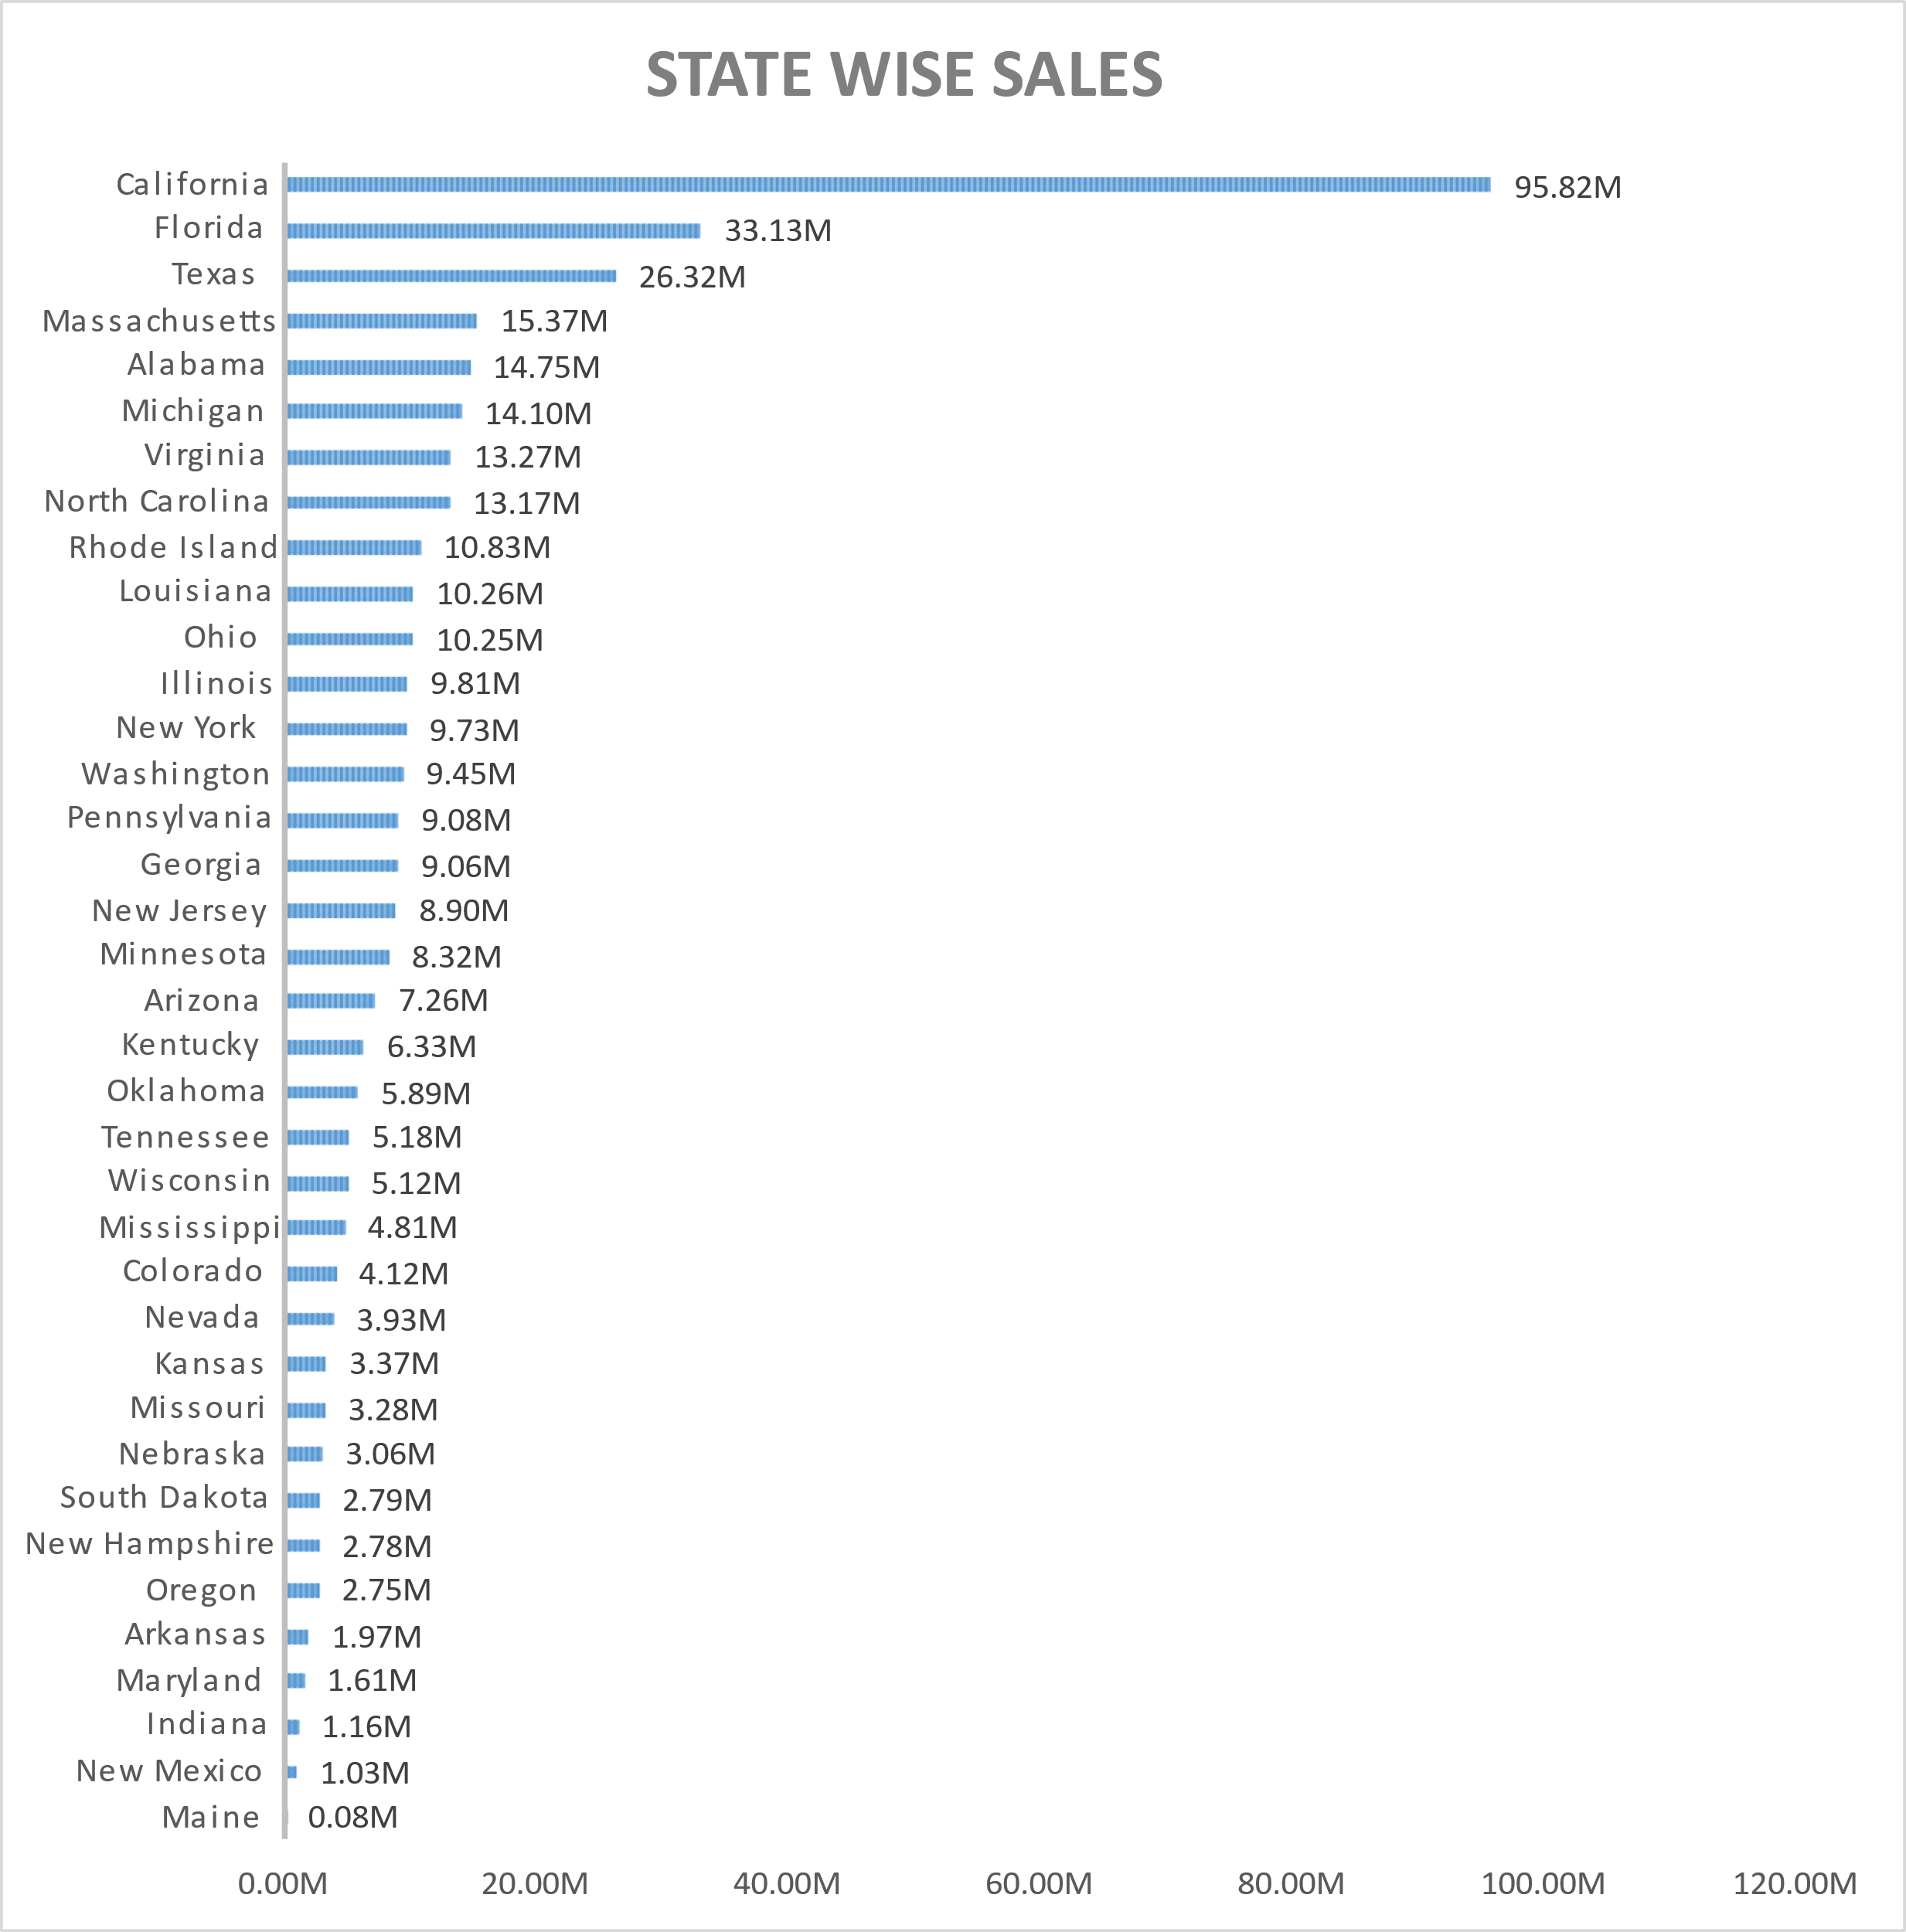 STATE WISE SALES
California 95.82M
Florida 33.13M
Texas 26.32M
Massachusetts 15.37M
Alabama 14.75M
Michigan 14.10M
Virginia 13.27M
North Carolina 13.17M
Rhode Island 10.83M
Louisiana 10.26M
Ohio 10.25M
Illinois 9.81M
New York 9.73M
Washington 9.45M
Pennsylvania 9.08M
Georgia 9.06M
New Jersey 8.90M
Minnesota 8.32M
Arizona 7.26M
Kentucky 6.33M
Oklahoma 5.89M
Tennessee 5.18M
Wisconsin 5.12M
Mississippi 4.81M
Colorado 4.12M
Nevada 3.93M
Kansas 3.37M
Missouri 3.28M
Nebraska 3.06M
South Dakota 2.79M
New Hampshire 2.78M
Oregon 2.75M
Arkansas 1.97M
Maryland 1.61M
Indiana 1.16M
New Mexico 1.03M
Maine 0.08M
0.00M 20.00M 40.00M 60.00M 80.00M 100.00M 120.00M